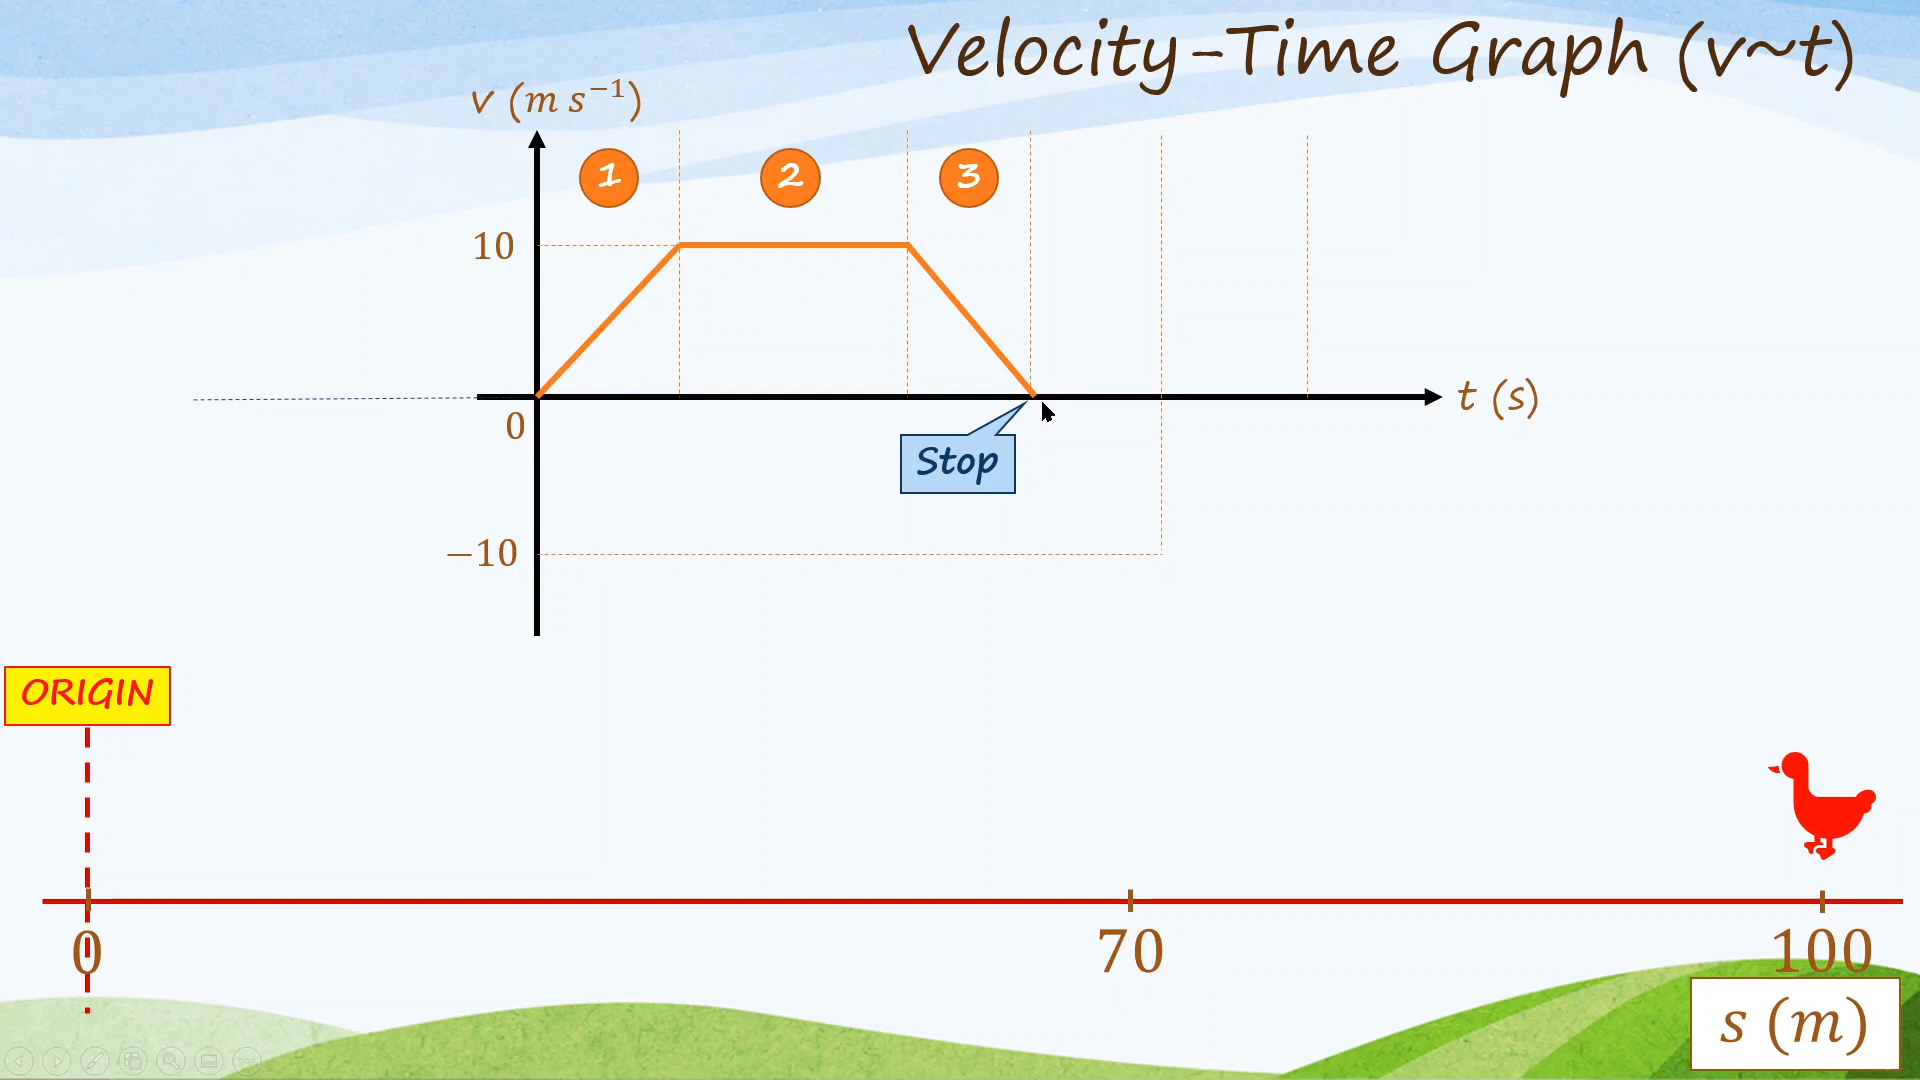 Velocity-Time Graph (v~t)
v (m s⁻¹)
1 2 3
10
t (s)
0
Stop
−10
ORIGIN
0 70 100
s (m)